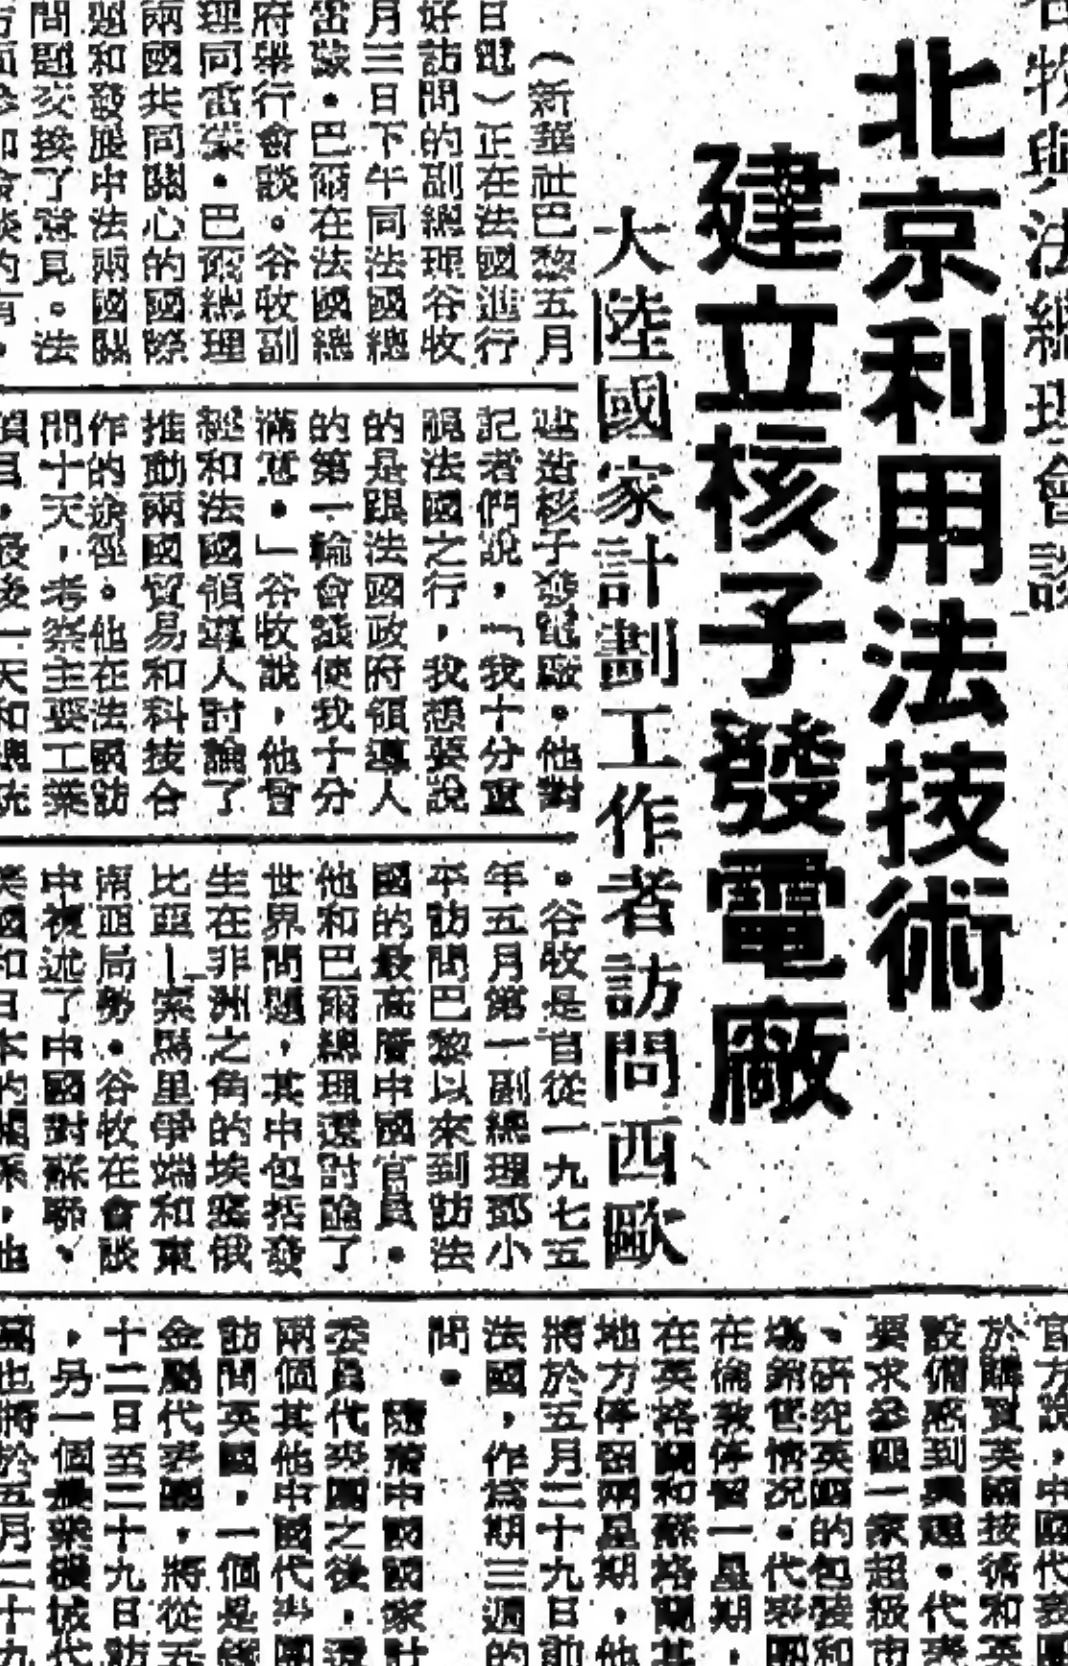 谷牧與法總理會談
北京利用法技術
建立核子發電廠
大陸國家計劃工作者訪問西歐
(新華社巴黎五月
日電)正在法國進行
好訪問的副總理谷牧
月三日下午同法國總
雷蒙・巴爾在法國總
府舉行會談。谷牧副
理同雷蒙・巴爾總理
兩國共同關心的國際
題和發展中法兩國關
問題交換了意見。法
方面參加會談的有,
建造核子發電廠。他對
記者們說,「我十分重
視法國之行,我想要說
的是跟法國政府領導人
的第一輪會談使我十分
滿意。」谷牧說,他曾
經和法國領導人討論了
推動兩國貿易和科技合
作的途徑。他在法國訪
問十天,考察主要工業
項目,最後一天和總統
。谷牧是自從一九七五
年五月第一副總理鄧小
平訪問巴黎以來到訪法
國的最高層中國官員。
他和巴爾總理還討論了
世界問題,其中包括發
生在非洲之角的埃塞俄
比亞—索馬里爭端和東
南亞局勢。谷牧在會談
中複述了中國對蘇聯、
美國和日本的關係,他
官方說,中國代表團
於購買英國技術和英
設備感到興趣。代表
要求參觀一家超級市
、研究英國的包裝和
場銷售情況。代表團
在倫敦停留一星期,
在英格蘭和蘇格蘭其
地方停留兩星期,他
將於五月二十九日前
法國,作為期三週的
問。
隨着中國國家計
委員代表團之後,還
兩個其他中國代表團
訪問英國,一個是
金屬代表團,將從五
十二日至二十九日訪
,另一個農業機械代
團也將於五月二十九